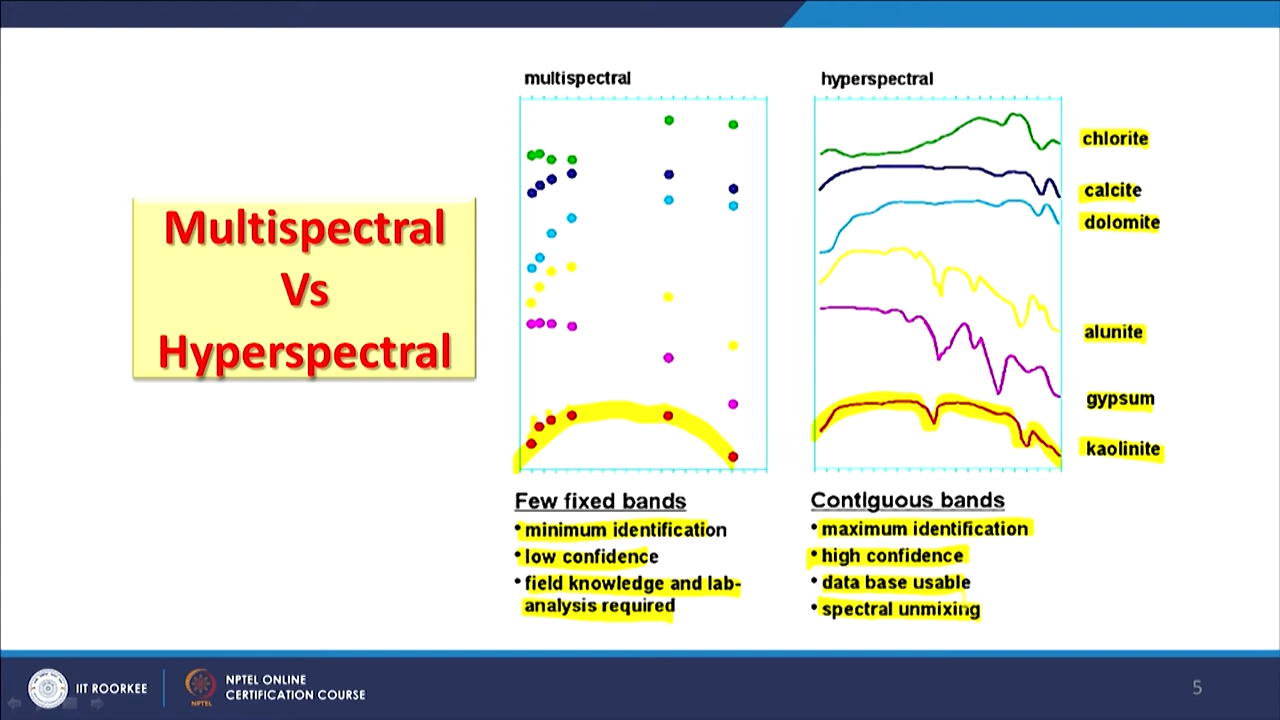 Multispectral
Vs
Hyperspectral
multispectral
Few fixed bands
•minimum identification
•low confidence
•field knowledge and lab-
analysis required
hyperspectral
chlorite
calcite
dolomite
alunite
gypsum
kaolinite
Contiguous bands
•maximum identification
•high confidence
•data base usable
•spectral unmixing
IIT ROORKEE
NPTEL
NPTEL ONLINE
CERTIFICATION COURSE
5